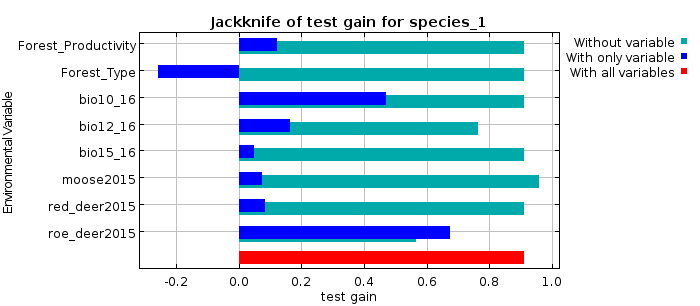 Jackknife of test gain for species_1
Without variable
With only variable
With all variables
Environmental Variable
Forest_Productivity
Forest_Type
bio10_16
bio12_16
bio15_16
moose2015
red_deer2015
roe_deer2015
-0.2 0.0 0.2 0.4 0.6 0.8 1.0
test gain